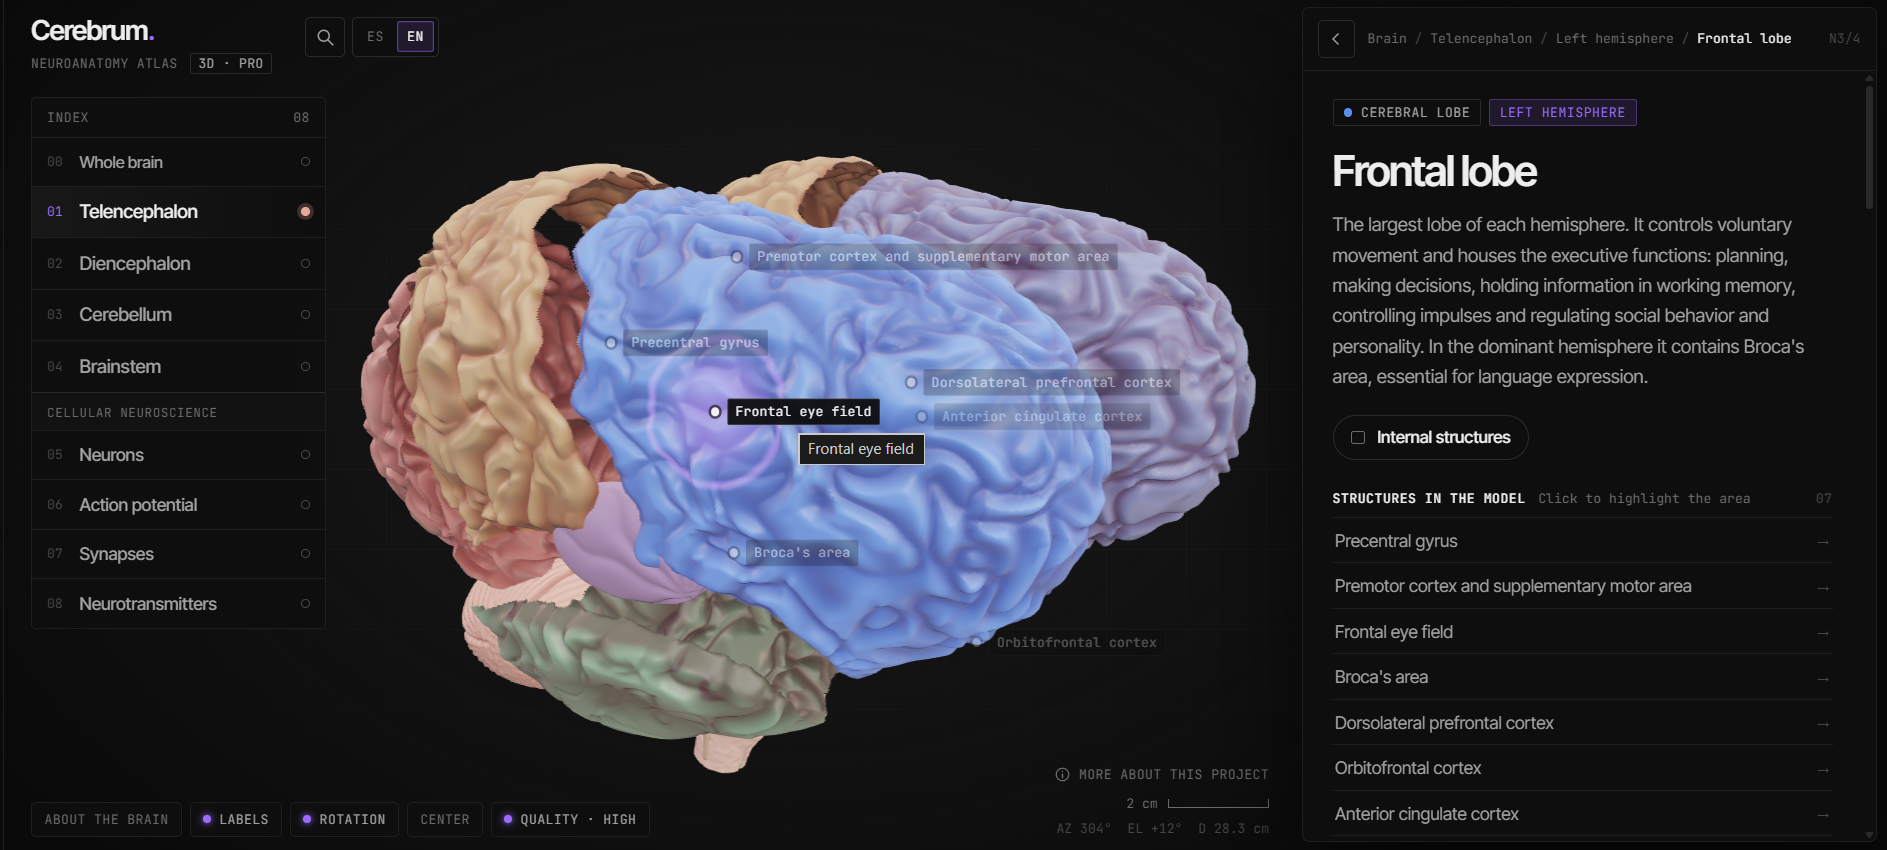 Cerebrum.
NEUROANATOMY ATLAS 3D · PRO
ES EN
INDEX 08
00 Whole brain
01 Telencephalon
02 Diencephalon
03 Cerebellum
04 Brainstem
CELLULAR NEUROSCIENCE
05 Neurons
06 Action potential
07 Synapses
08 Neurotransmitters
Premotor cortex and supplementary motor area
Precentral gyrus
Dorsolateral prefrontal cortex
Frontal eye field
Anterior cingulate cortex
Frontal eye field
Broca's area
Orbitofrontal cortex
MORE ABOUT THIS PROJECT
2 cm
AZ 304° EL +12° D 28.3 cm
ABOUT THE BRAIN LABELS ROTATION CENTER QUALITY · HIGH
Brain / Telencephalon / Left hemisphere / Frontal lobe N3/4
CEREBRAL LOBE LEFT HEMISPHERE
Frontal lobe
The largest lobe of each hemisphere. It controls voluntary
movement and houses the executive functions: planning,
making decisions, holding information in working memory,
controlling impulses and regulating social behavior and
personality. In the dominant hemisphere it contains Broca's
area, essential for language expression.
Internal structures
STRUCTURES IN THE MODEL Click to highlight the area 07
Precentral gyrus →
Premotor cortex and supplementary motor area →
Frontal eye field →
Broca's area →
Dorsolateral prefrontal cortex →
Orbitofrontal cortex →
Anterior cingulate cortex →